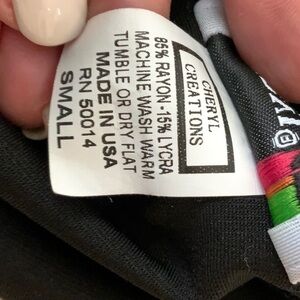 CHERYL
CREATIONS
85% RAYON-15% LYCRA
MACHINE WASH WARM
TUMBLE OR DRY FLAT
MADE IN USA
RN 50014
SMALL